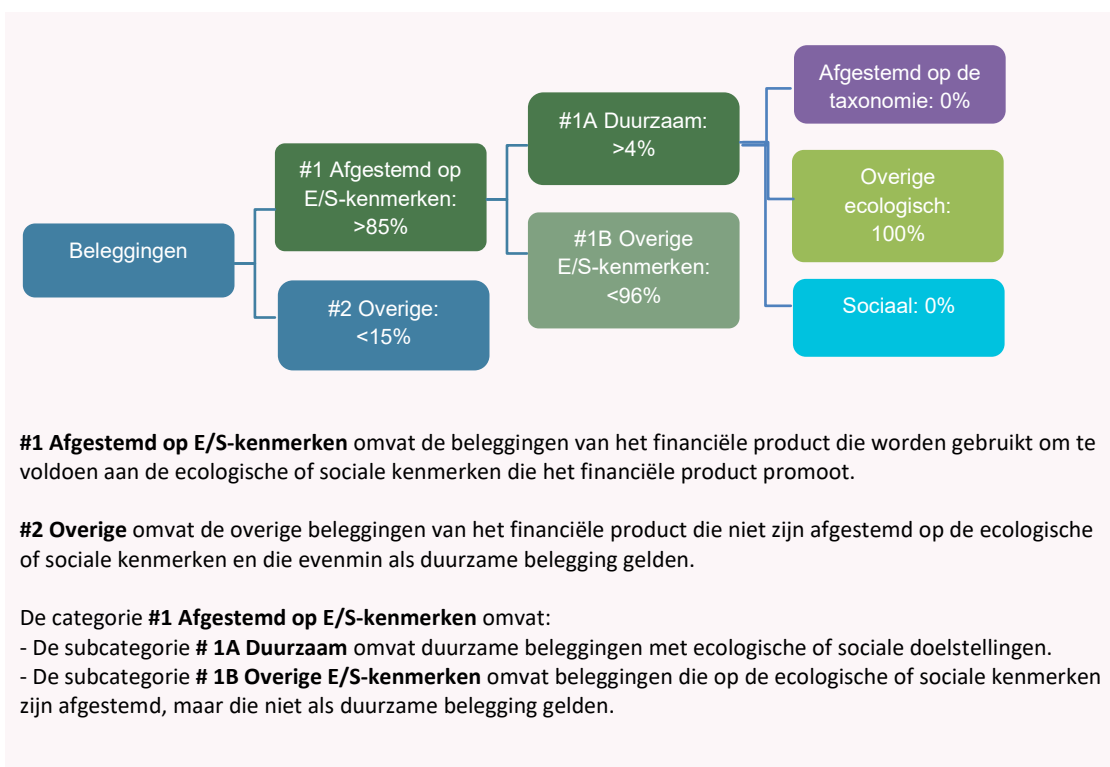 Beleggingen
#1 Afgestemd op
E/S-kenmerken:
>85%
#2 Overige:
<15%
#1A Duurzaam:
>4%
#1B Overige
E/S-kenmerken:
<96%
Afgestemd op de
taxonomie: 0%
Overige
ecologisch:
100%
Sociaal: 0%
#1 Afgestemd op E/S-kenmerken omvat de beleggingen van het financiële product die worden gebruikt om te
voldoen aan de ecologische of sociale kenmerken die het financiële product promoot.
#2 Overige omvat de overige beleggingen van het financiële product die niet zijn afgestemd op de ecologische
of sociale kenmerken en die evenmin als duurzame belegging gelden.
De categorie #1 Afgestemd op E/S-kenmerken omvat:
- De subcategorie # 1A Duurzaam omvat duurzame beleggingen met ecologische of sociale doelstellingen.
- De subcategorie # 1B Overige E/S-kenmerken omvat beleggingen die op de ecologische of sociale kenmerken
zijn afgestemd, maar die niet als duurzame belegging gelden.